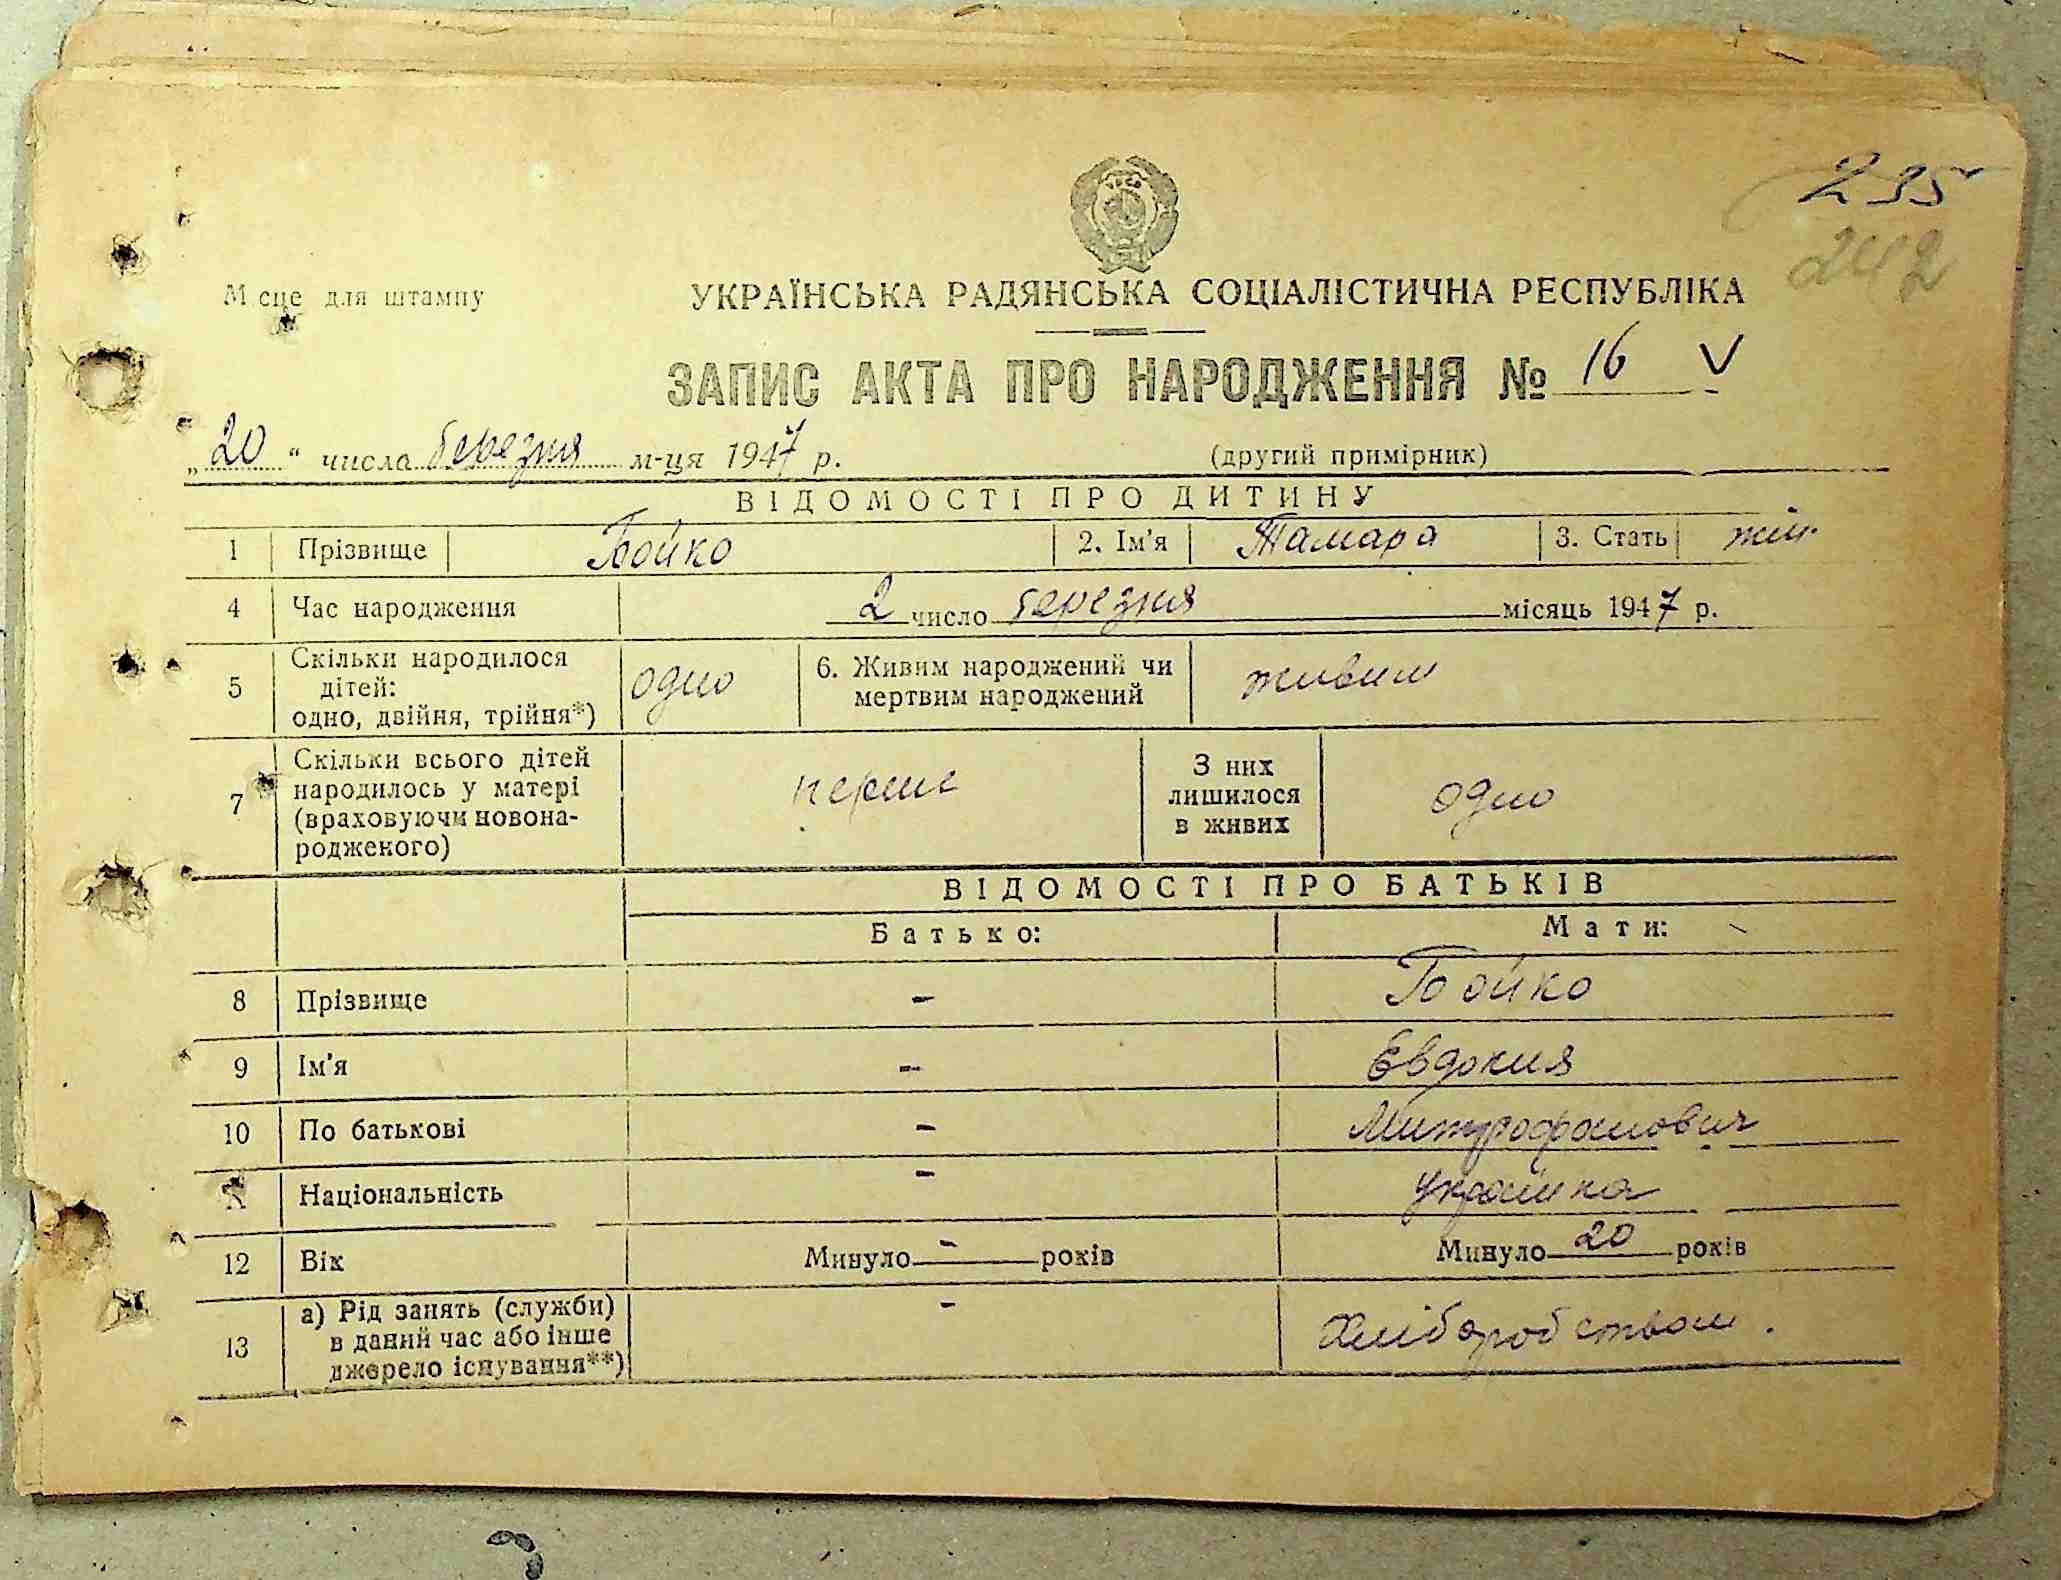 235
242
Місце для штампу
УКРАЇНСЬКА РАДЯНСЬКА СОЦІАЛІСТИЧНА РЕСПУБЛІКА
ЗАПИС АКТА ПРО НАРОДЖЕННЯ № 16 V
„20“ числа березня м-ця 1947 р. (другий примірник)
ВІДОМОСТІ ПРО ДИТИНУ
1 Прізвище Бойко 2. Ім'я Тамара 3. Стать жін.
4 Час народження 2 число березня місяць 1947 р.
5 Скільки народилося дітей: одно, двійня, трійня*) одно 6. Живим народжений чи мертвим народжений живим
7 Скільки всього дітей народилось у матері (враховуючи новонародженого) перше З них лишилося в живих одно
ВІДОМОСТІ ПРО БАТЬКІВ
Батько: Мати:
8 Прізвище - Бойко
9 Ім'я - Евдокия
10 По батькові - Митрофанович
Національність - українка
12 Вік Минуло - років Минуло 20 років
13 а) Рід занять (служби) в даний час або інше джерело існування**) - Хліборобством.